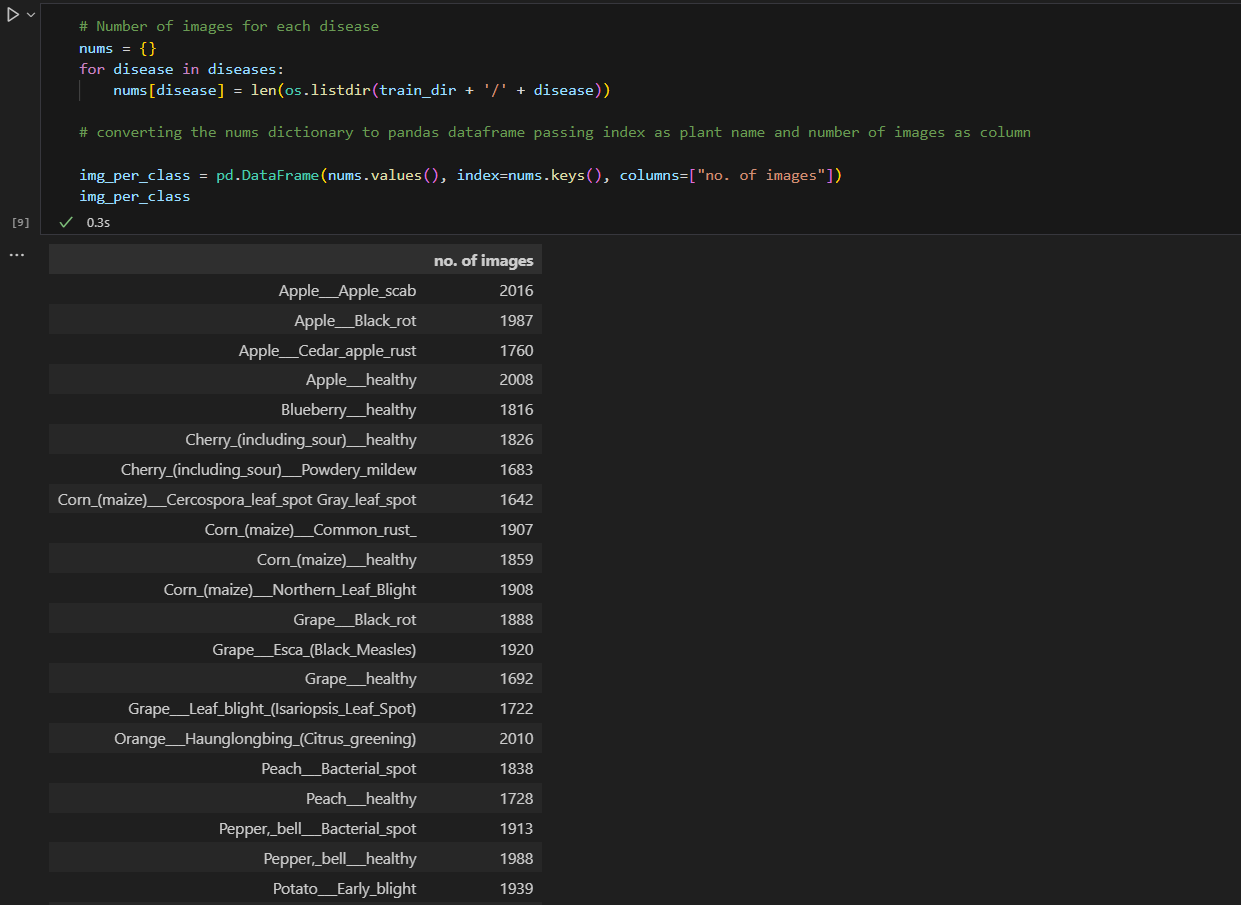 # Number of images for each disease
nums = {}
for disease in diseases:
    nums[disease] = len(os.listdir(train_dir + '/' + disease))
# converting the nums dictionary to pandas dataframe passing index as plant name and number of images as column
img_per_class = pd.DataFrame(nums.values(), index=nums.keys(), columns=["no. of images"])
img_per_class
[9] 0.3s
...
no. of images
Apple___Apple_scab 2016
Apple___Black_rot 1987
Apple___Cedar_apple_rust 1760
Apple___healthy 2008
Blueberry___healthy 1816
Cherry_(including_sour)___healthy 1826
Cherry_(including_sour)___Powdery_mildew 1683
Corn_(maize)___Cercospora_leaf_spot Gray_leaf_spot 1642
Corn_(maize)___Common_rust_ 1907
Corn_(maize)___healthy 1859
Corn_(maize)___Northern_Leaf_Blight 1908
Grape___Black_rot 1888
Grape___Esca_(Black_Measles) 1920
Grape___healthy 1692
Grape___Leaf_blight_(Isariopsis_Leaf_Spot) 1722
Orange___Haunglongbing_(Citrus_greening) 2010
Peach___Bacterial_spot 1838
Peach___healthy 1728
Pepper,_bell___Bacterial_spot 1913
Pepper,_bell___healthy 1988
Potato___Early_blight 1939